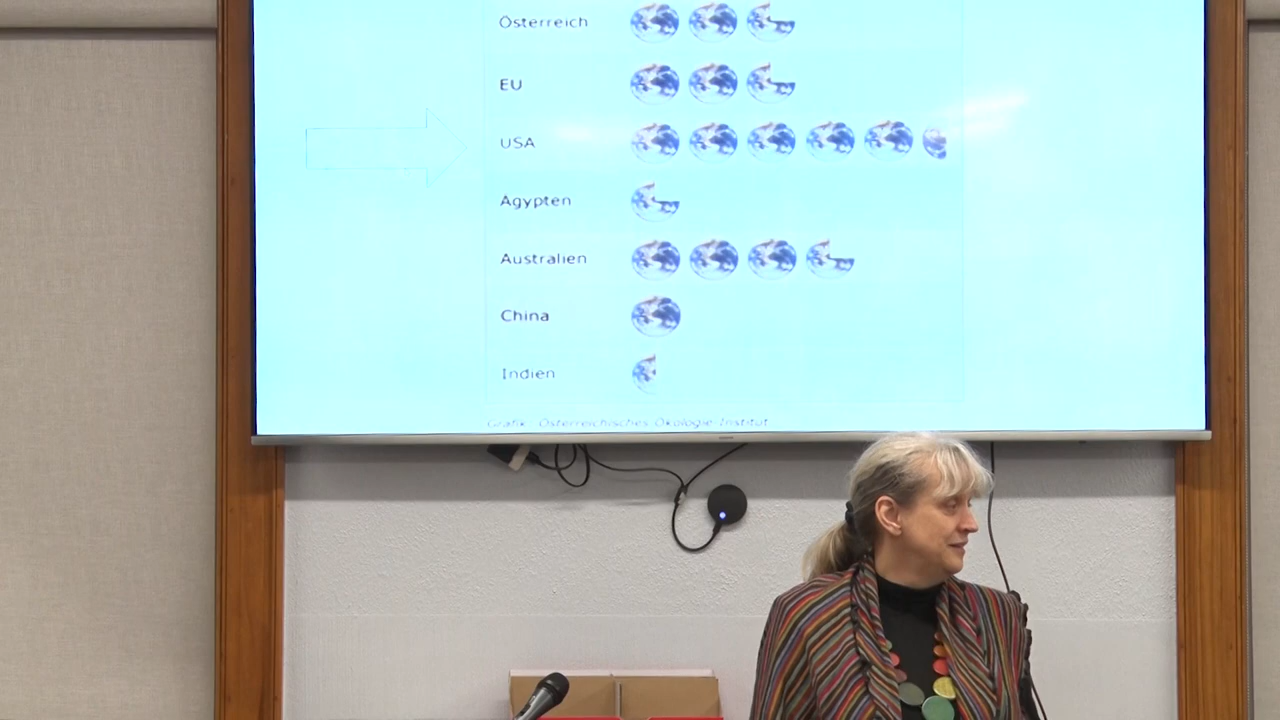 Österreich
EU
USA
Ägypten
Australien
China
Indien
Grafik: Österreichisches Ökologie-Institut